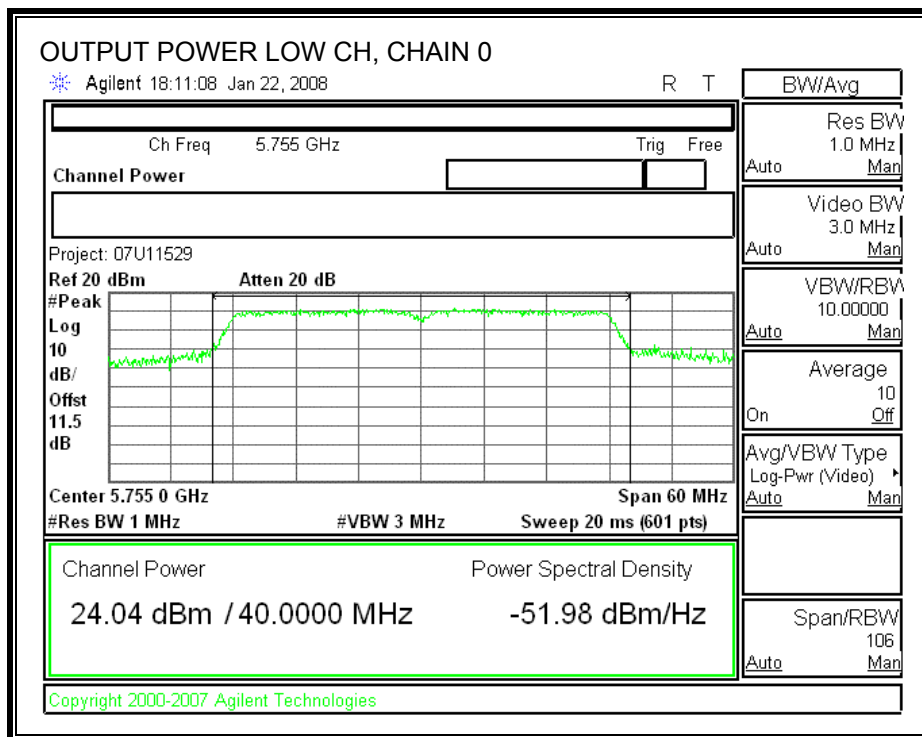 OUTPUT POWER LOW CH, CHAIN 0
Agilent 18:11:08 Jan 22, 2008 R T
BW/Avg
Res BW
1.0 MHz
Auto Man
Video BW
3.0 MHz
Auto Man
VBW/RBW
10.00000
Auto Man
Average
10
On Off
Avg/VBW Type
Log-Pwr (Video)
Auto Man
Span/RBW
106
Auto Man
Ch Freq 5.755 GHz Trig Free
Channel Power
Project: 07U11529
Ref 20 dBm Atten 20 dB
#Peak
Log
10
dB/
Offst
11.5
dB
Center 5.755 0 GHz Span 60 MHz
#Res BW 1 MHz #VBW 3 MHz Sweep 20 ms (601 pts)
Channel Power Power Spectral Density
24.04 dBm / 40.0000 MHz -51.98 dBm/Hz
Copyright 2000-2007 Agilent Technologies